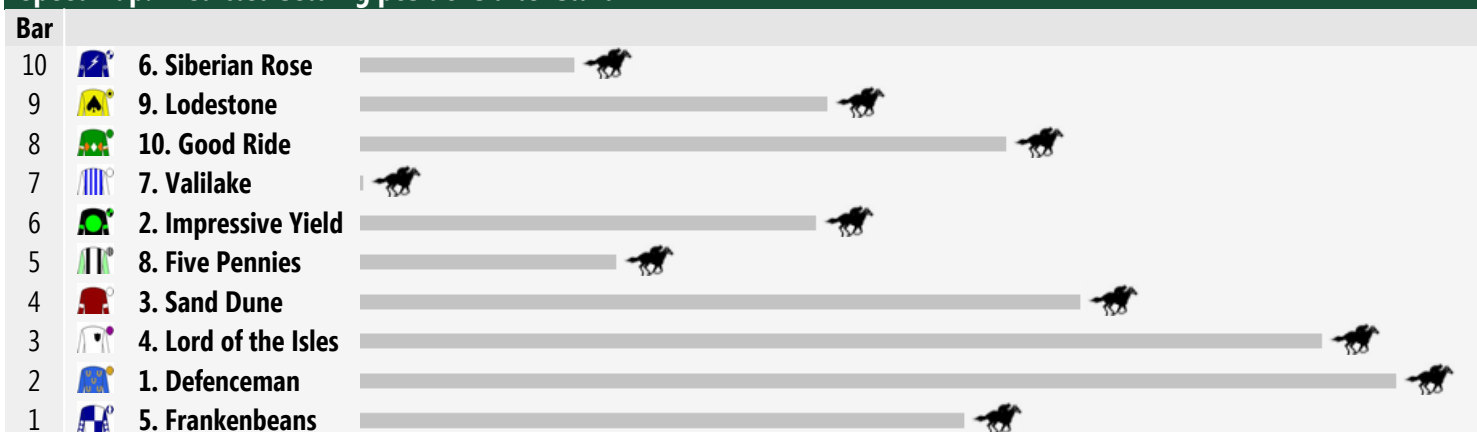 Bar
10 6. Siberian Rose
9 9. Lodestone
8 10. Good Ride
7 7. Valilake
6 2. Impressive Yield
5 8. Five Pennies
4 3. Sand Dune
3 4. Lord of the Isles
2 1. Defenceman
1 5. Frankenbeans